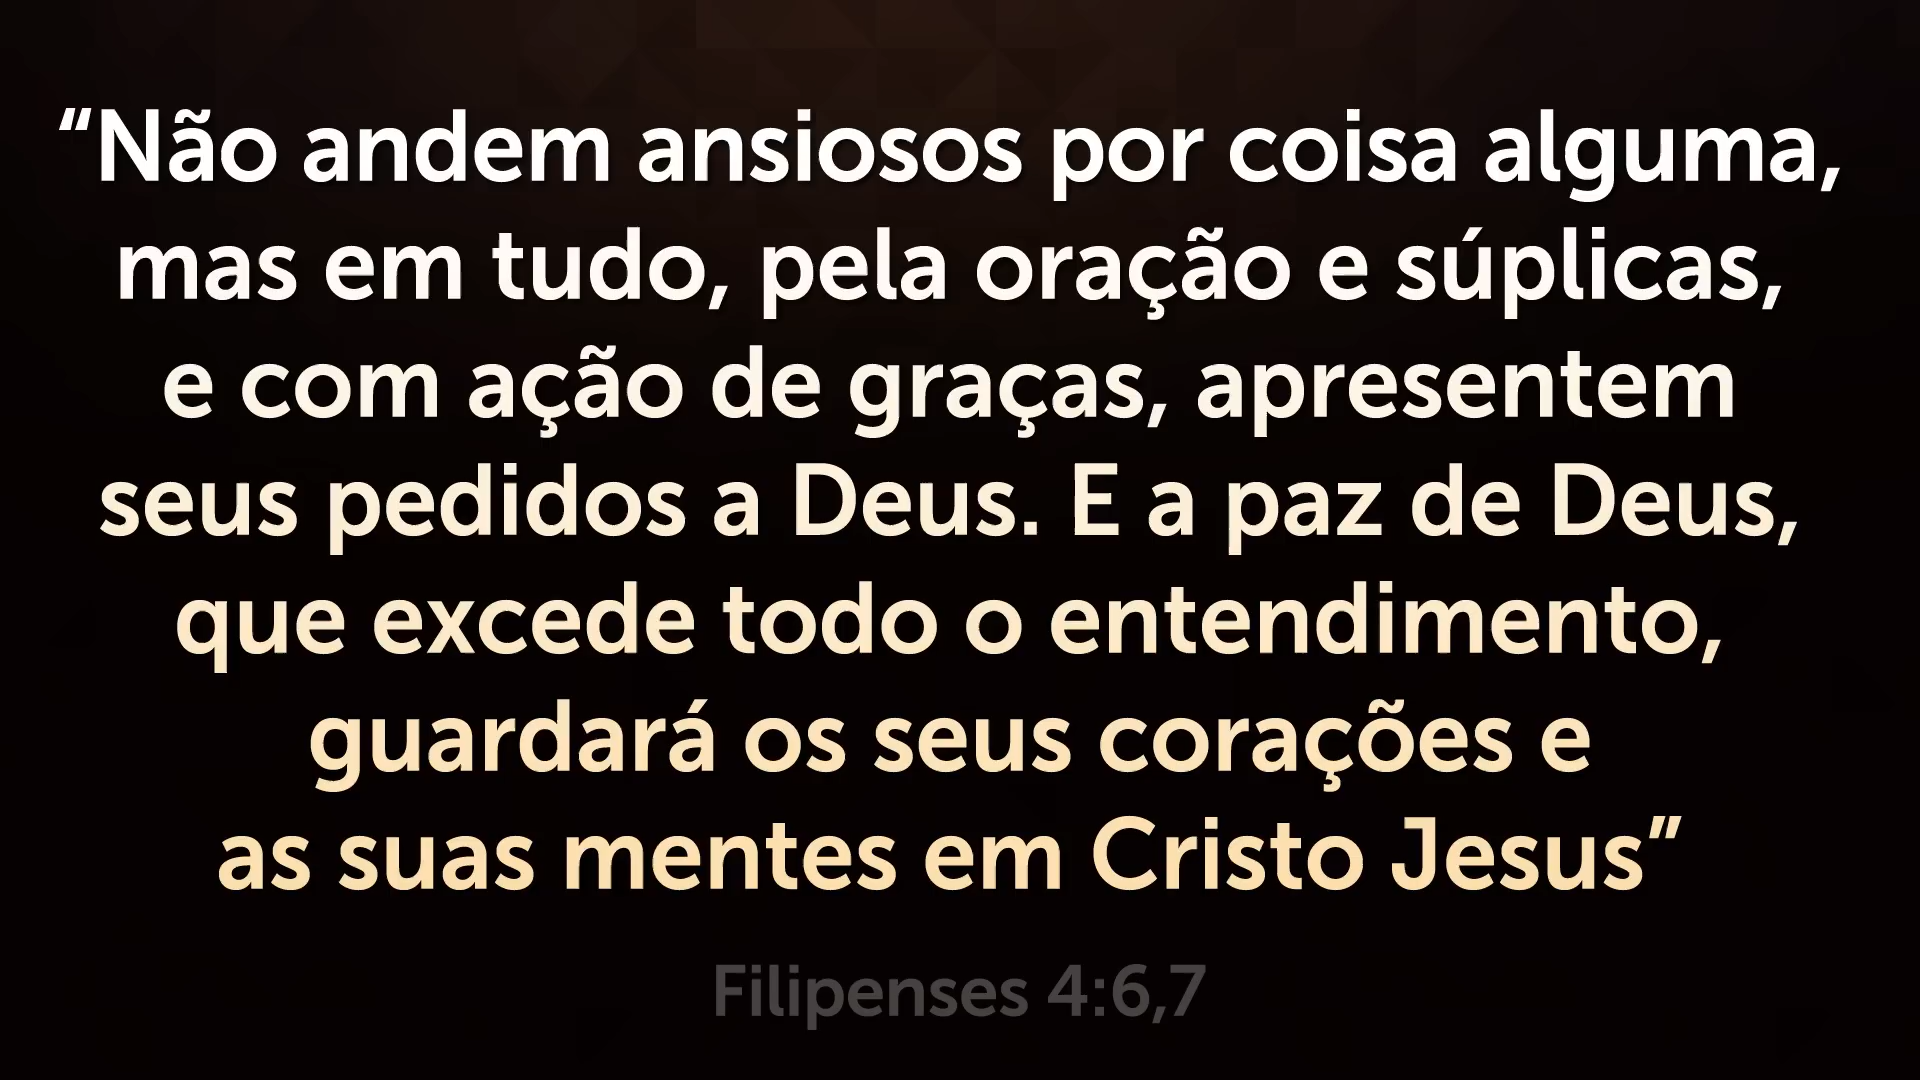 “Não andem ansiosos por coisa alguma,
mas em tudo, pela oração e súplicas,
e com ação de graças, apresentem
seus pedidos a Deus. E a paz de Deus,
que excede todo o entendimento,
guardará os seus corações e
as suas mentes em Cristo Jesus”
Filipenses 4:6,7